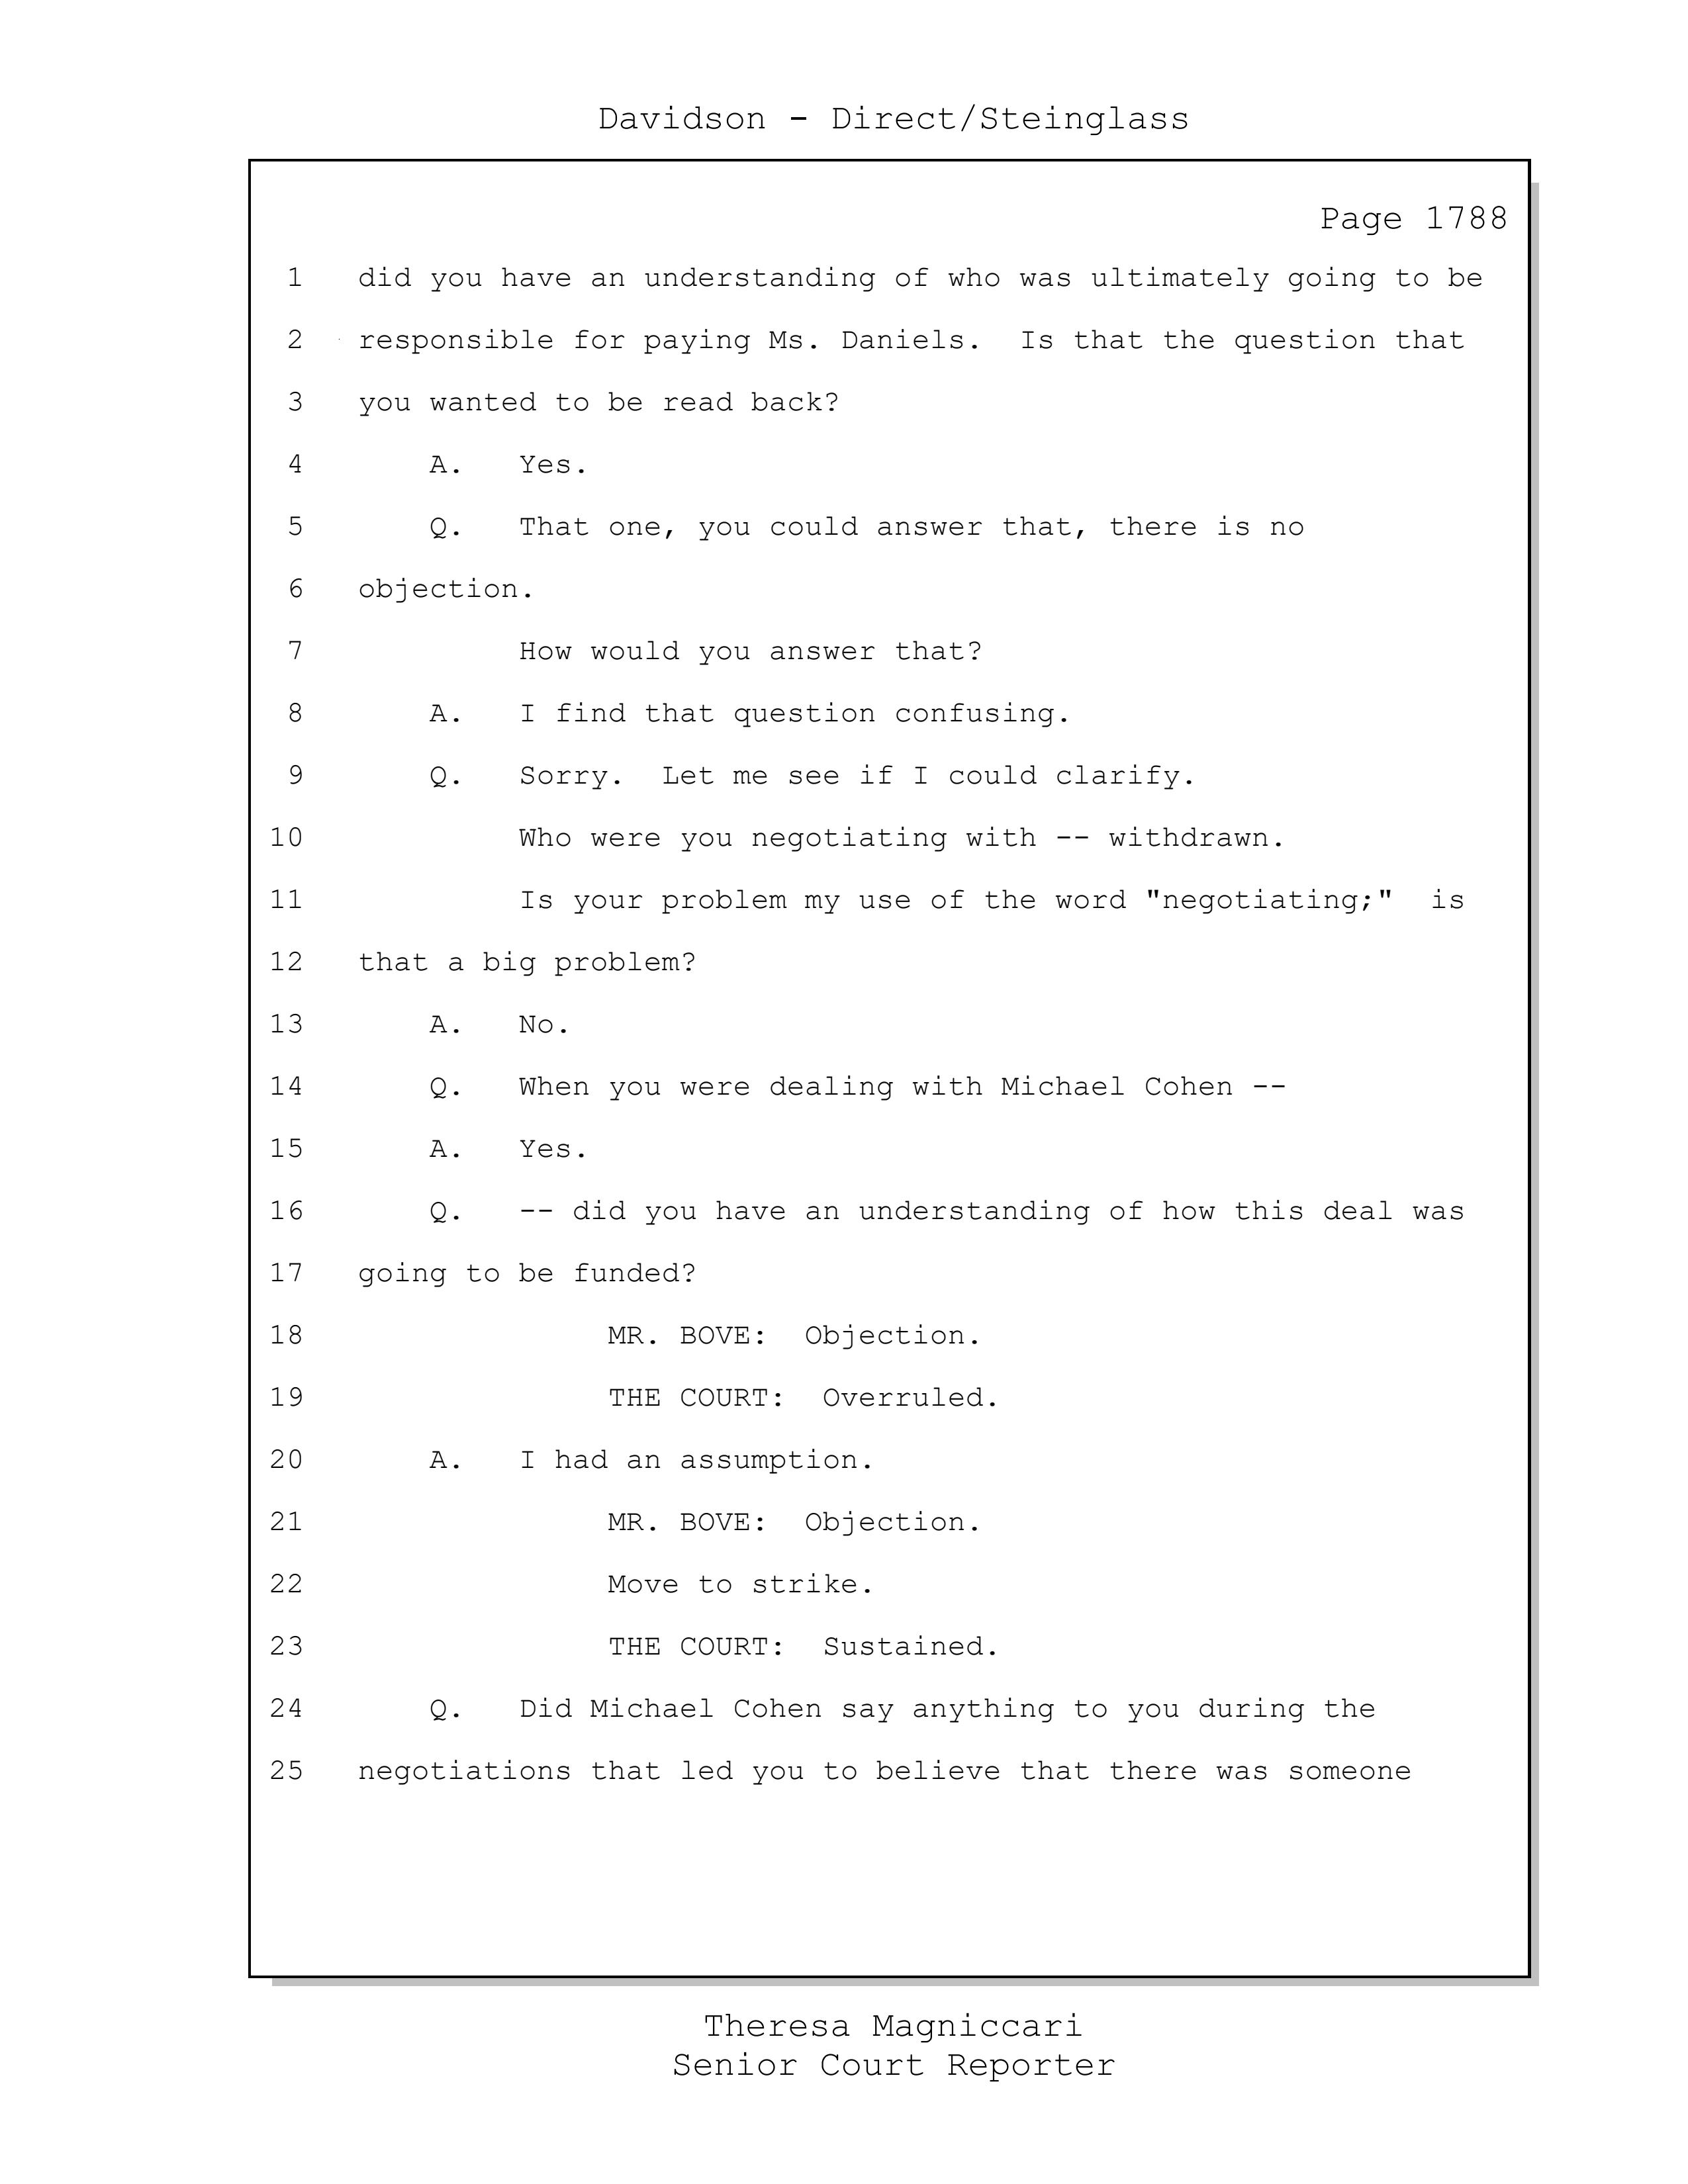 Davidson - Direct/Steinglass
Page 1788
1 did you have an understanding of who was ultimately going to be
2 responsible for paying Ms. Daniels.  Is that the question that
3 you wanted to be read back?
4 A. Yes.
5 Q. That one, you could answer that, there is no
6 objection.
7 How would you answer that?
8 A. I find that question confusing.
9 Q. Sorry.  Let me see if I could clarify.
10 Who were you negotiating with -- withdrawn.
11 Is your problem my use of the word "negotiating;"  is
12 that a big problem?
13 A. No.
14 Q. When you were dealing with Michael Cohen --
15 A. Yes.
16 Q. -- did you have an understanding of how this deal was
17 going to be funded?
18 MR. BOVE:  Objection.
19 THE COURT:  Overruled.
20 A. I had an assumption.
21 MR. BOVE:  Objection.
22 Move to strike.
23 THE COURT:  Sustained.
24 Q. Did Michael Cohen say anything to you during the
25 negotiations that led you to believe that there was someone
Theresa Magniccari
Senior Court Reporter